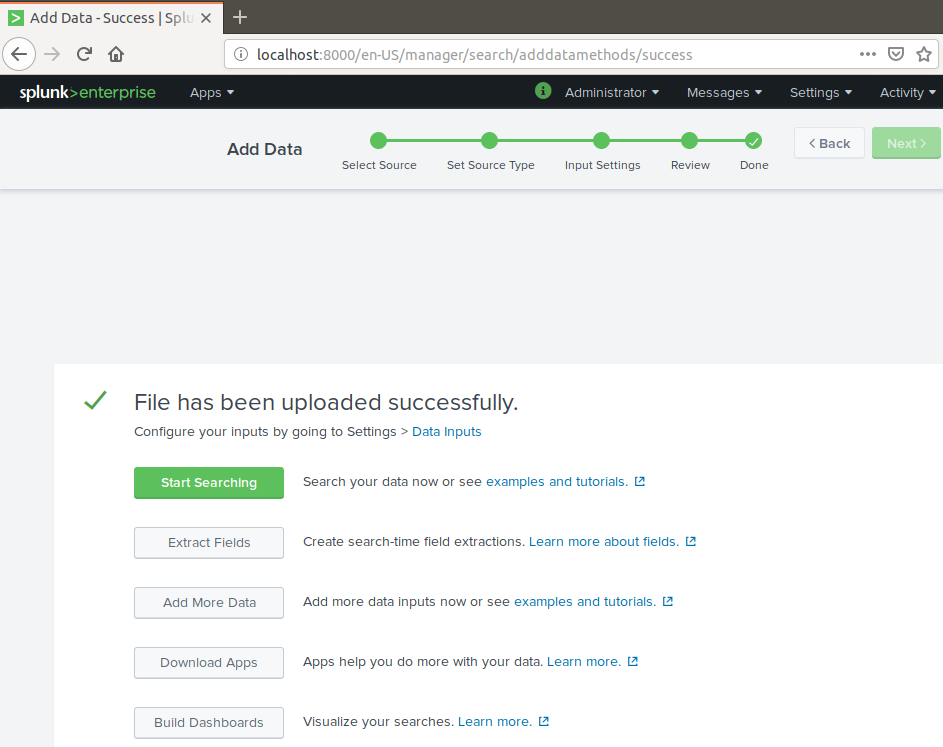 Add Data - Success | Splu
localhost:8000/en-US/manager/search/adddatamethods/success
splunk>enterprise Apps Administrator Messages Settings Activity
Add Data
Select Source Set Source Type Input Settings Review Done
< Back Next >
File has been uploaded successfully.
Configure your inputs by going to Settings > Data Inputs
Start Searching Search your data now or see examples and tutorials.
Extract Fields Create search-time field extractions. Learn more about fields.
Add More Data Add more data inputs now or see examples and tutorials.
Download Apps Apps help you do more with your data. Learn more.
Build Dashboards Visualize your searches. Learn more.